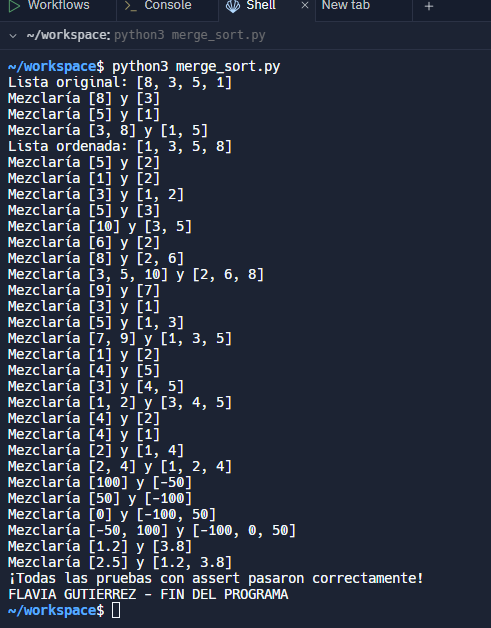 Workflows
Console
Shell
New tab
~/workspace: python3 merge_sort.py
~/workspace$ python3 merge_sort.py
Lista original: [8, 3, 5, 1]
Mezclaría [8] y [3]
Mezclaría [5] y [1]
Mezclaría [3, 8] y [1, 5]
Lista ordenada: [1, 3, 5, 8]
Mezclaría [5] y [2]
Mezclaría [1] y [2]
Mezclaría [3] y [1, 2]
Mezclaría [5] y [3]
Mezclaría [10] y [3, 5]
Mezclaría [6] y [2]
Mezclaría [8] y [2, 6]
Mezclaría [3, 5, 10] y [2, 6, 8]
Mezclaría [9] y [7]
Mezclaría [3] y [1]
Mezclaría [5] y [1, 3]
Mezclaría [7, 9] y [1, 3, 5]
Mezclaría [1] y [2]
Mezclaría [4] y [5]
Mezclaría [3] y [4, 5]
Mezclaría [1, 2] y [3, 4, 5]
Mezclaría [4] y [2]
Mezclaría [4] y [1]
Mezclaría [2] y [1, 4]
Mezclaría [2, 4] y [1, 2, 4]
Mezclaría [100] y [-50]
Mezclaría [50] y [-100]
Mezclaría [0] y [-100, 50]
Mezclaría [-50, 100] y [-100, 0, 50]
Mezclaría [1.2] y [3.8]
Mezclaría [2.5] y [1.2, 3.8]
¡Todas las pruebas con assert pasaron correctamente!
FLAVIA GUTIERREZ - FIN DEL PROGRAMA
~/workspace$